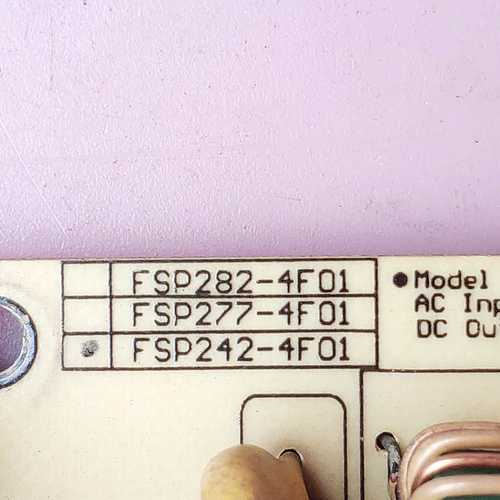 FSP282-4F01
FSP277-4F01
FSP242-4F01
Model
AC Inp
DC Ou